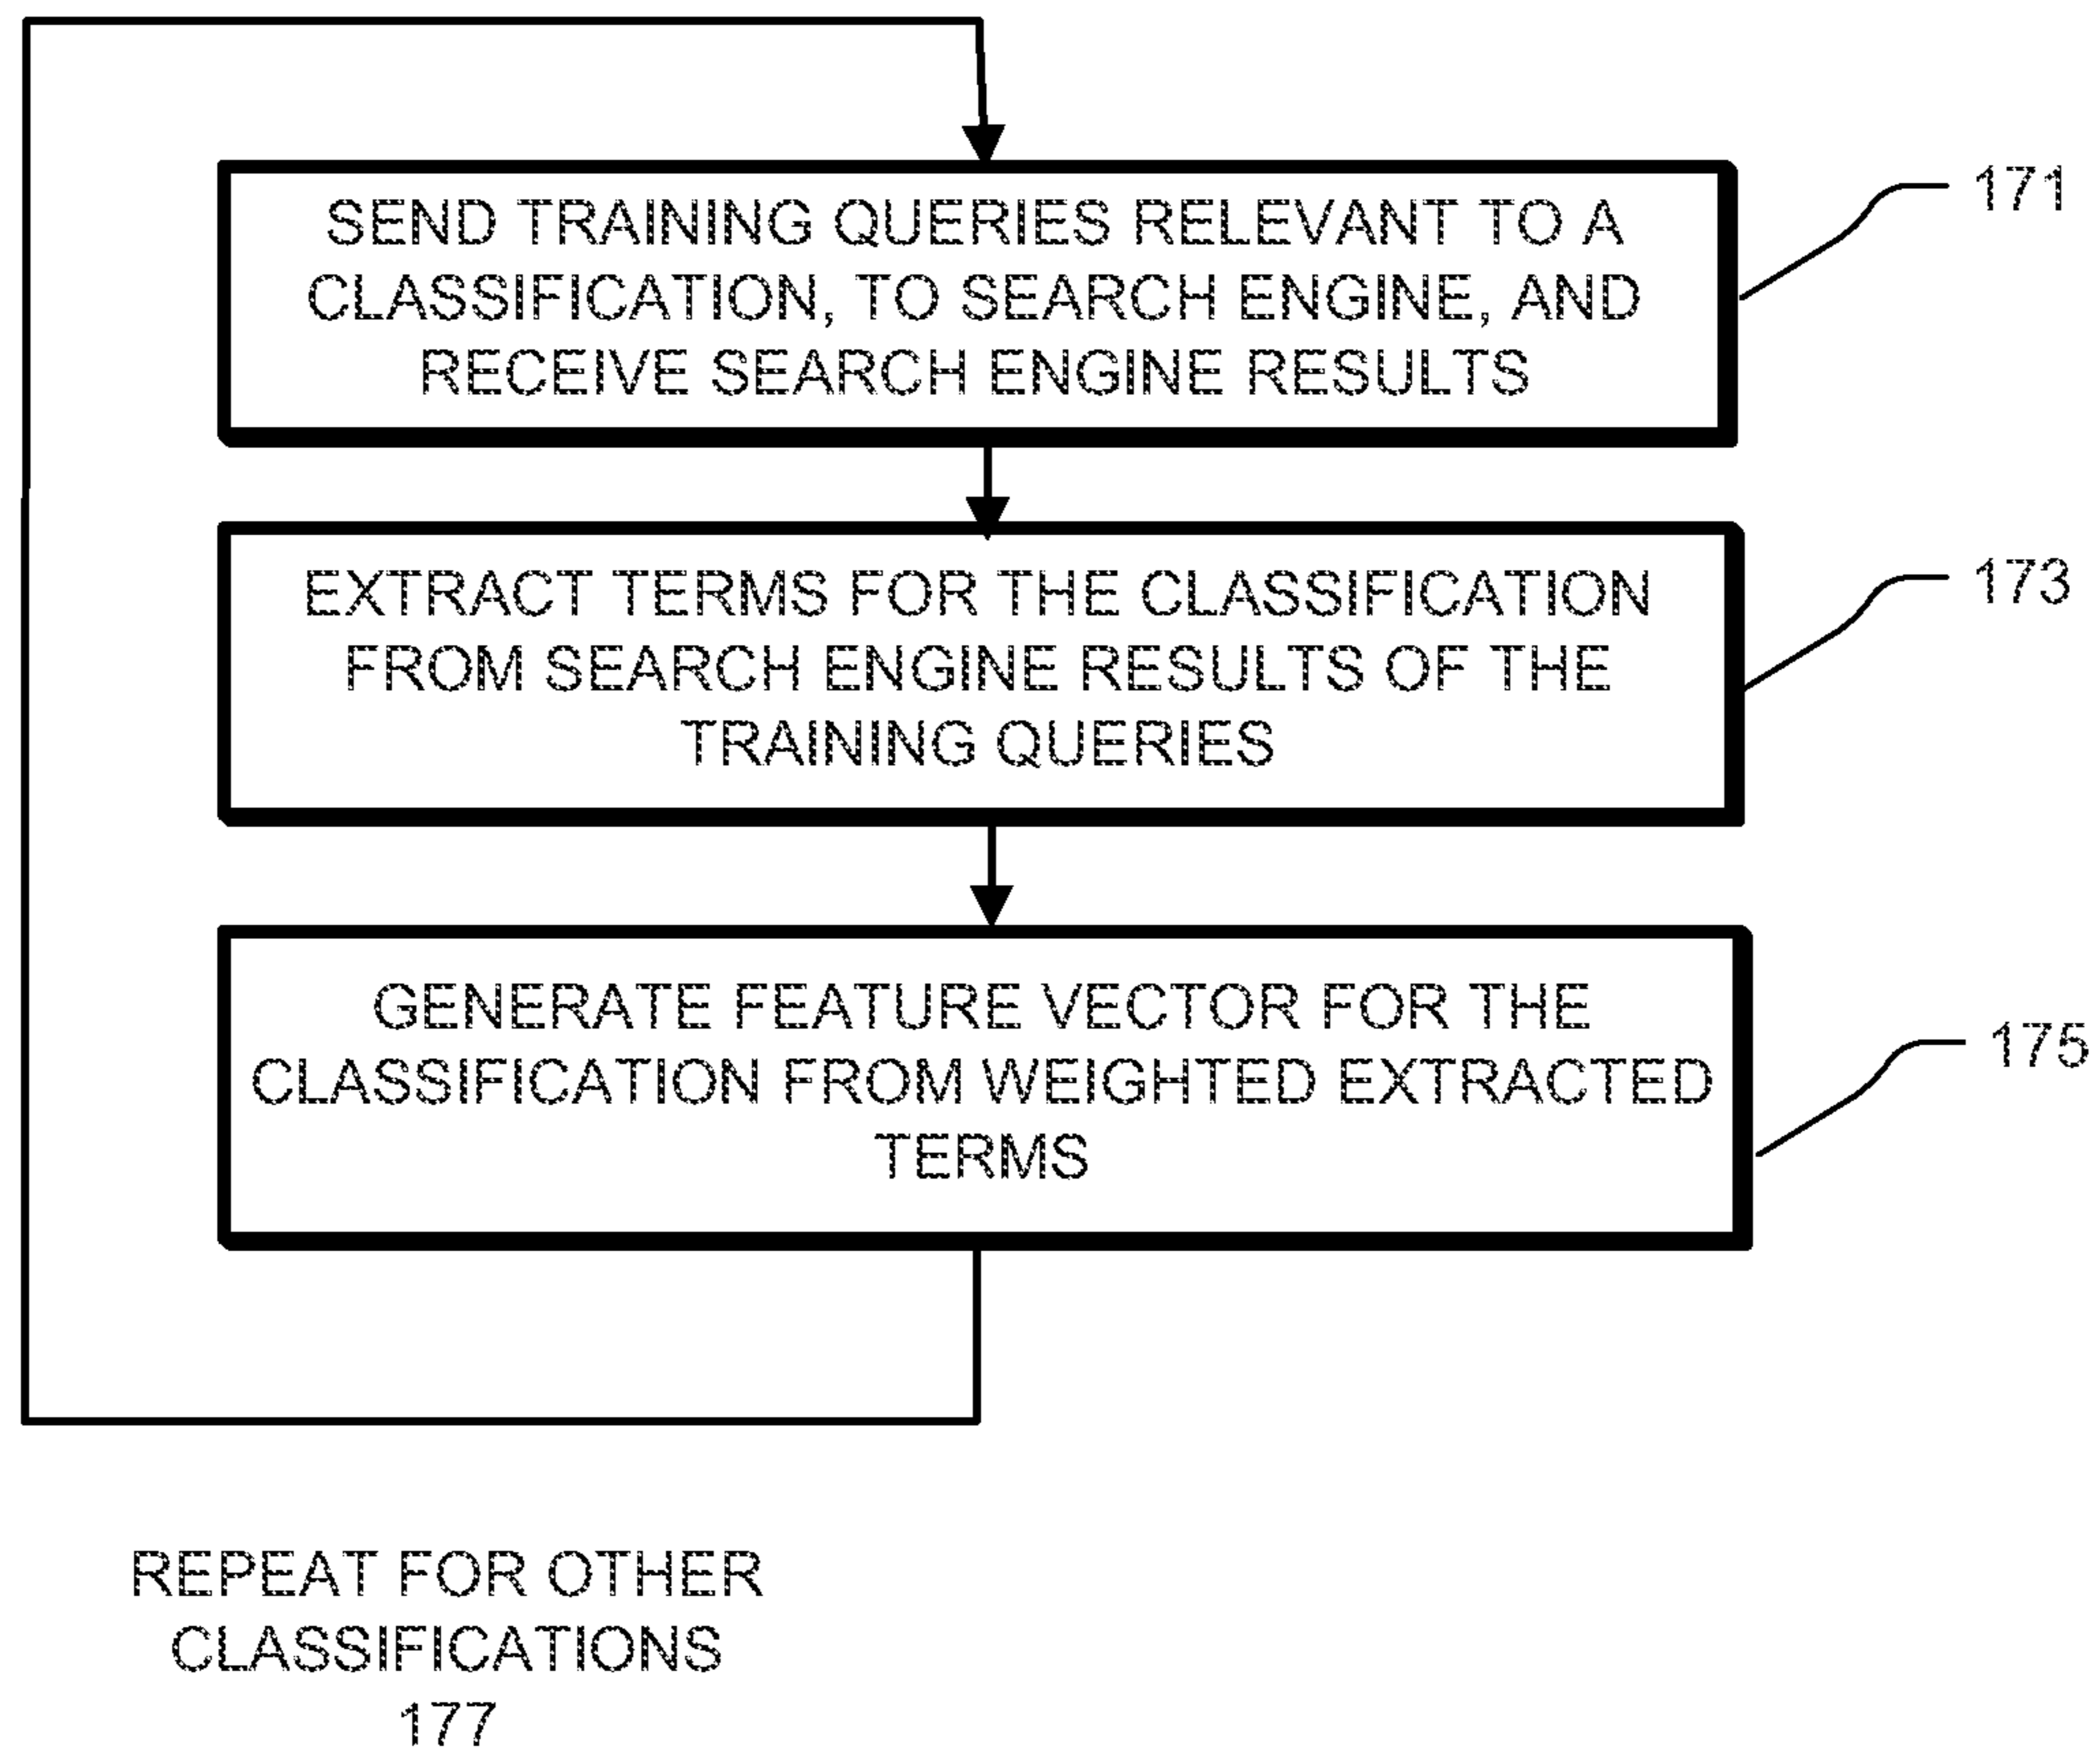 SEND TRAINING QUERIES RELEVANT TO A
CLASSIFICATION, TO SEARCH ENGINE, AND
RECEIVE SEARCH ENGINE RESULTS
171
EXTRACT TERMS FOR THE CLASSIFICATION
FROM SEARCH ENGINE RESULTS OF THE
TRAINING QUERIES
173
GENERATE FEATURE VECTOR FOR THE
CLASSIFICATION FROM WEIGHTED EXTRACTED
TERMS
175
REPEAT FOR OTHER
CLASSIFICATIONS
177